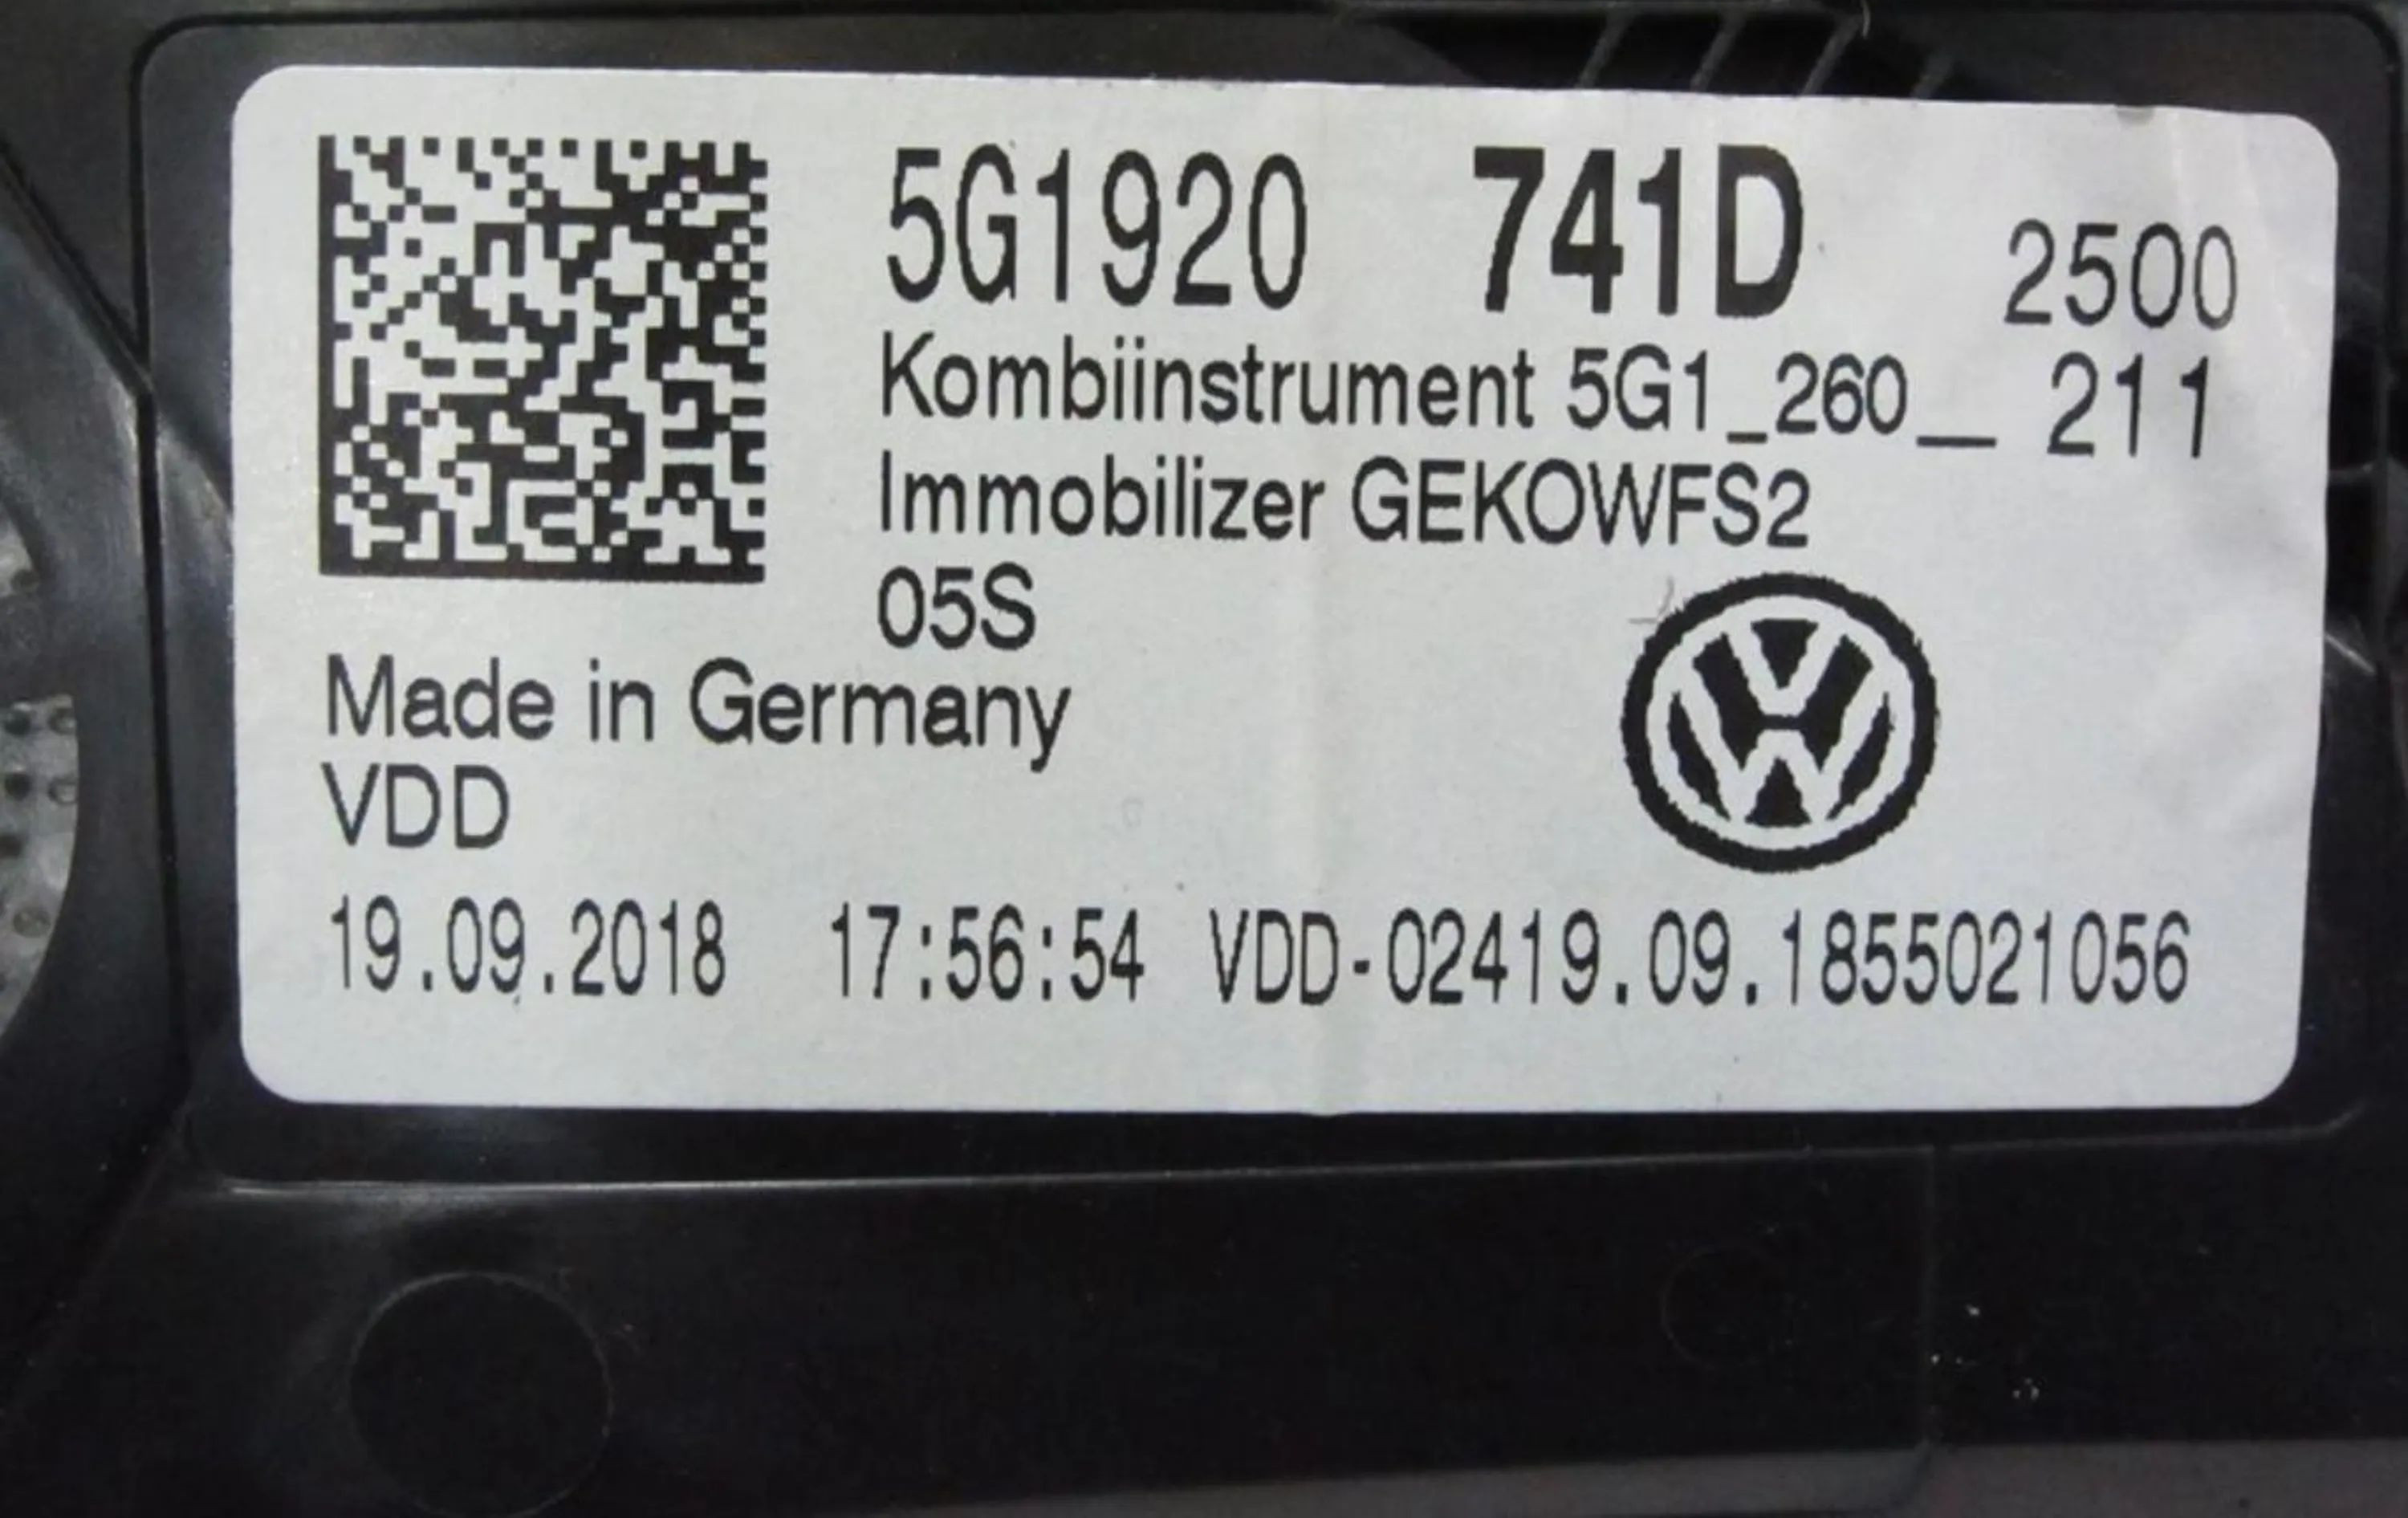 5G1920 741D 2500
Kombiinstrument 5G1_260__ 211
Immobilizer GEKOWFS2
05S
Made in Germany
VDD
19.09.2018 17:56:54 VDD-02419.09.1855021056